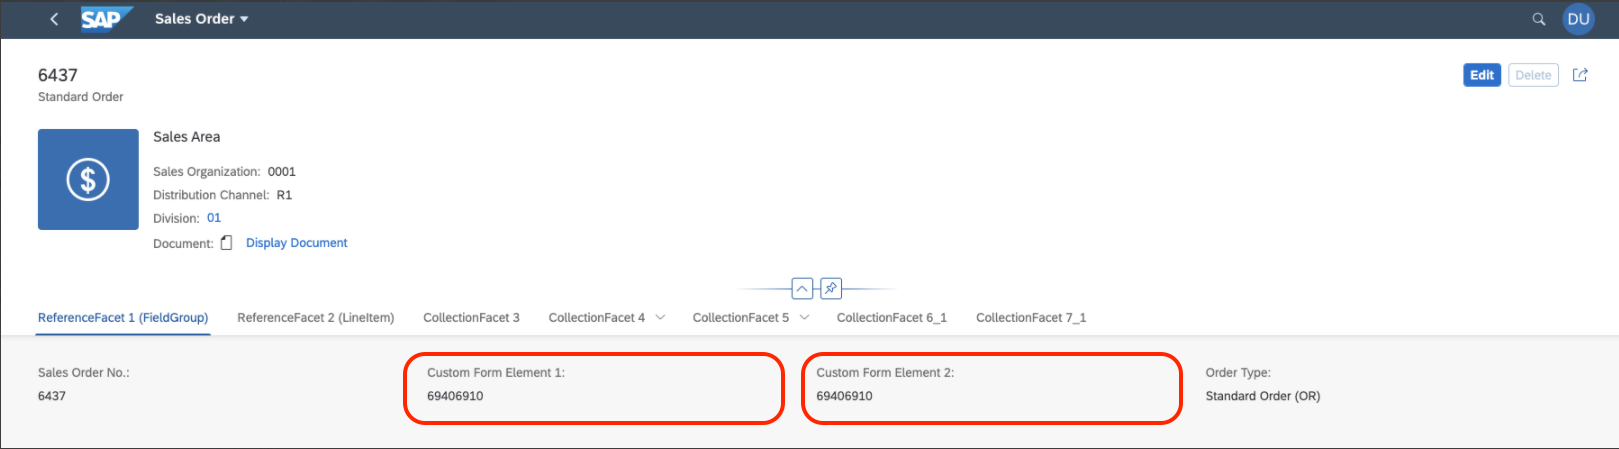 SAP Sales Order
DU
6437
Standard Order
Edit Delete
$
Sales Area
Sales Organization: 0001
Distribution Channel: R1
Division: 01
Document: Display Document
ReferenceFacet 1 (FieldGroup) ReferenceFacet 2 (LineItem) CollectionFacet 3 CollectionFacet 4 CollectionFacet 5 CollectionFacet 6_1 CollectionFacet 7_1
Sales Order No.: Custom Form Element 1: Custom Form Element 2: Order Type:
6437 69406910 69406910 Standard Order (OR)